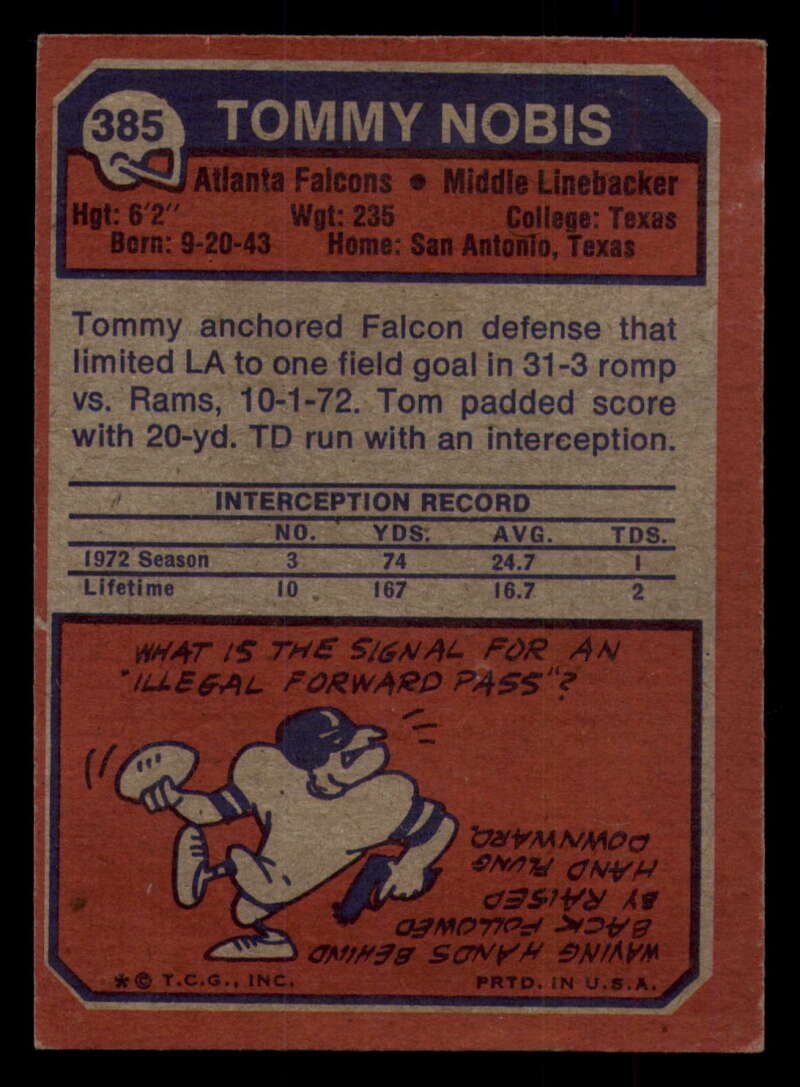 385
TOMMY NOBIS
Atlanta Falcons • Middle Linebacker
Hgt: 6'2" Wgt: 235 College: Texas
Born: 9-20-43 Home: San Antonio, Texas
Tommy anchored Falcon defense that
limited LA to one field goal in 31-3 romp
vs. Rams, 10-1-72. Tom padded score
with 20-yd. TD run with an interception.
INTERCEPTION RECORD
NO. YDS. AVG. TDS.
1972 Season 3 74 24.7 1
Lifetime 10 167 16.7 2
WHAT IS THE SIGNAL FOR AN
"ILLEGAL FORWARD PASS"?
WAVING HANDS BEHIND
BACK FOLLOWED
BY RAISED
HAND FLUNG
DOWNWARD.
* © T.C.G., INC. PRTD. IN U.S.A.